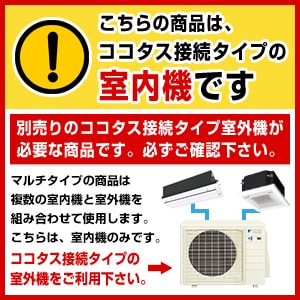 こちらの商品は、
ココタス接続タイプの
室内機です
別売りのココタス接続タイプ室外機が
必要な商品です。必ずご確認下さい。
マルチタイプの商品は
複数の室内機と室外機を
組み合わせて使用します。
こちらは、室内機のみです。
ココタス接続タイプの
室外機をご利用下さい。